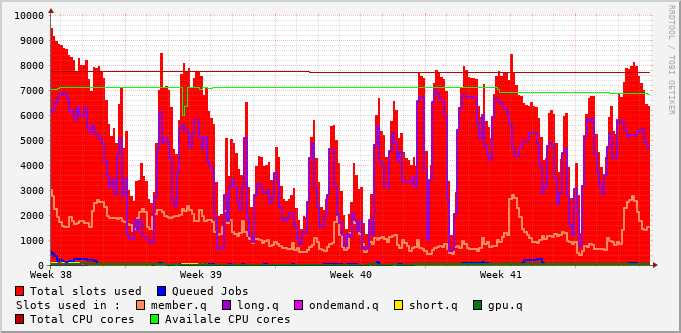 10000
9000
8000
7000
6000
5000
4000
3000
2000
1000
0
Week 38 Week 39 Week 40 Week 41
Total slots used Queued Jobs
Slots used in : member.q long.q ondemand.q short.q gpu.q
Total CPU cores Availale CPU cores
RRDTOOL / TOBI OETIKER